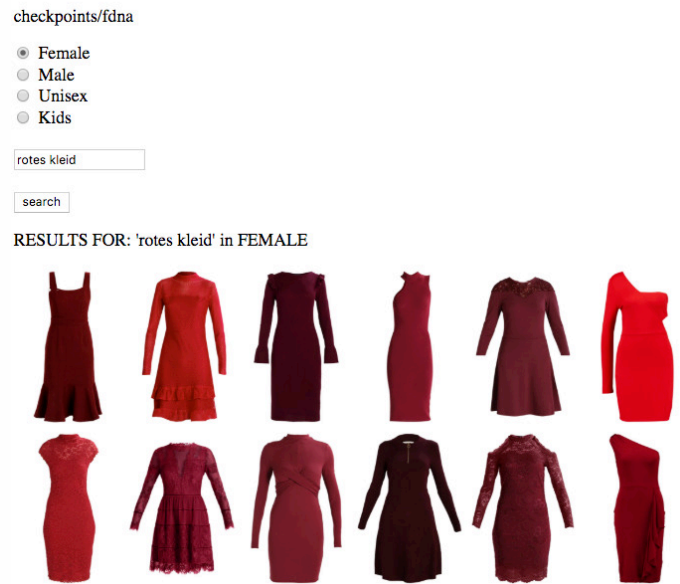 checkpoints/fdna
Female
Male
Unisex
Kids
rotes kleid
search
RESULTS FOR: 'rotes kleid' in FEMALE